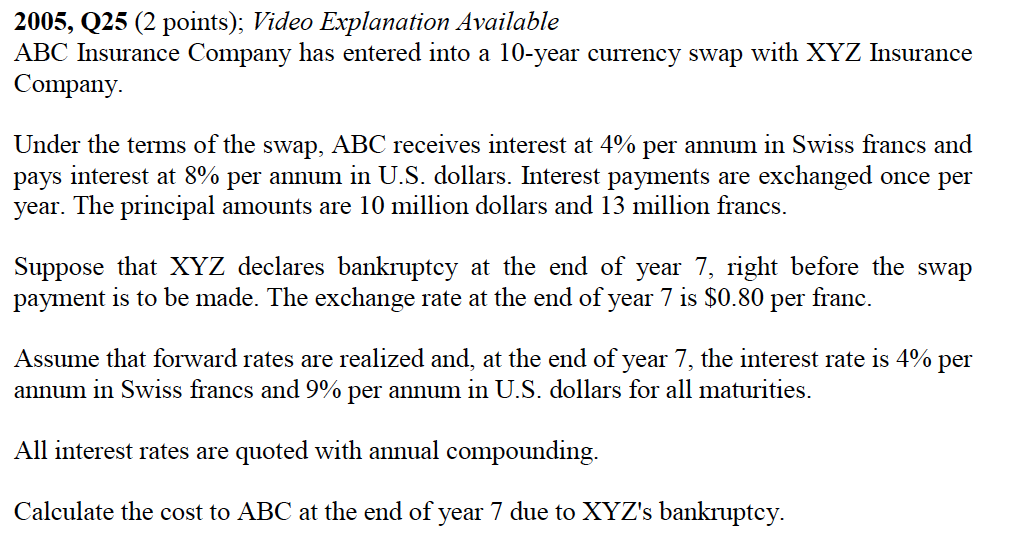 2005, Q25 (2 points); Video Explanation Available
ABC Insurance Company has entered into a 10-year currency swap with XYZ Insurance
Company.
Under the terms of the swap, ABC receives interest at 4% per annum in Swiss francs and
pays interest at 8% per annum in U.S. dollars. Interest payments are exchanged once per
year. The principal amounts are 10 million dollars and 13 million francs.
Suppose that XYZ declares bankruptcy at the end of year 7, right before the swap
payment is to be made. The exchange rate at the end of year 7 is $0.80 per franc.
Assume that forward rates are realized and, at the end of year 7, the interest rate is 4% per
annum in Swiss francs and 9% per annum in U.S. dollars for all maturities.
All interest rates are quoted with annual compounding.
Calculate the cost to ABC at the end of year 7 due to XYZ's bankruptcy.